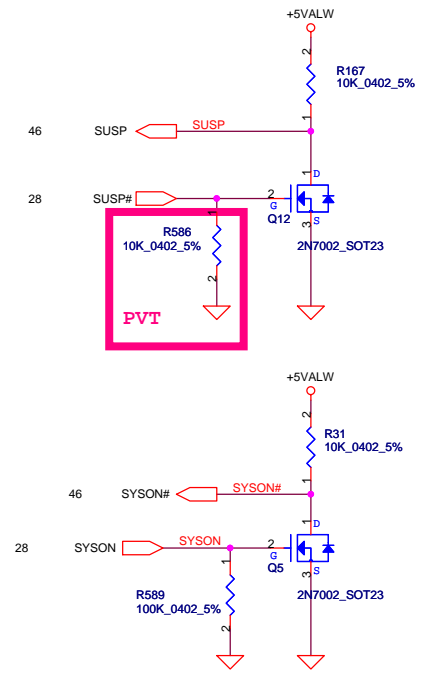 +5VALW
2
R167
10K_0402_5%
1
46 SUSP SUSP
1 D
28 SUSP# 2
G
Q12
3 S
2N7002_SOT23
1
R586
10K_0402_5%
2
PVT
+5VALW
2
R31
10K_0402_5%
1
46 SYSON# SYSON#
1 D
28 SYSON SYSON 2
G
Q5
3 S
2N7002_SOT23
1
R589
100K_0402_5%
2